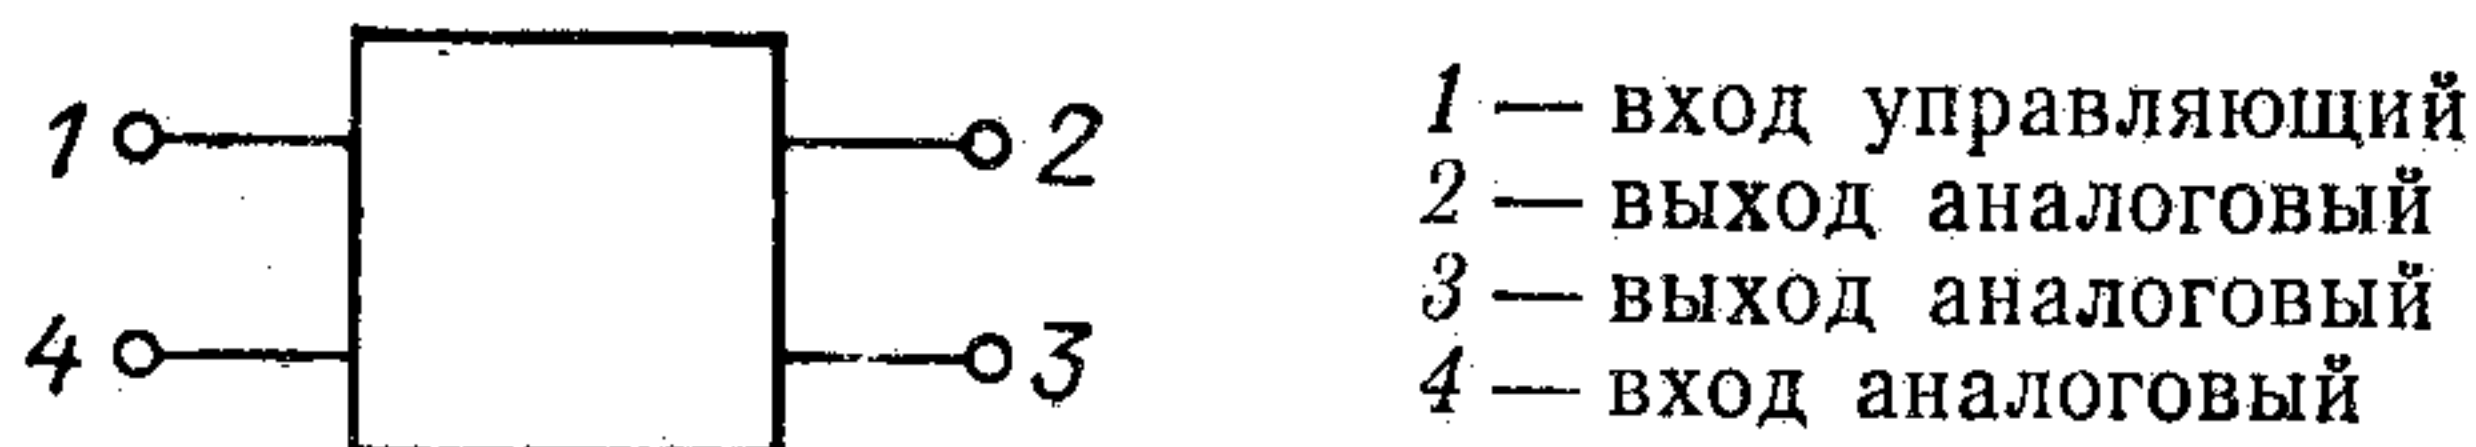 1
2
4
3
1 — вход управляющий
2 — выход аналоговый
3 — выход аналоговый
4 — вход аналоговый